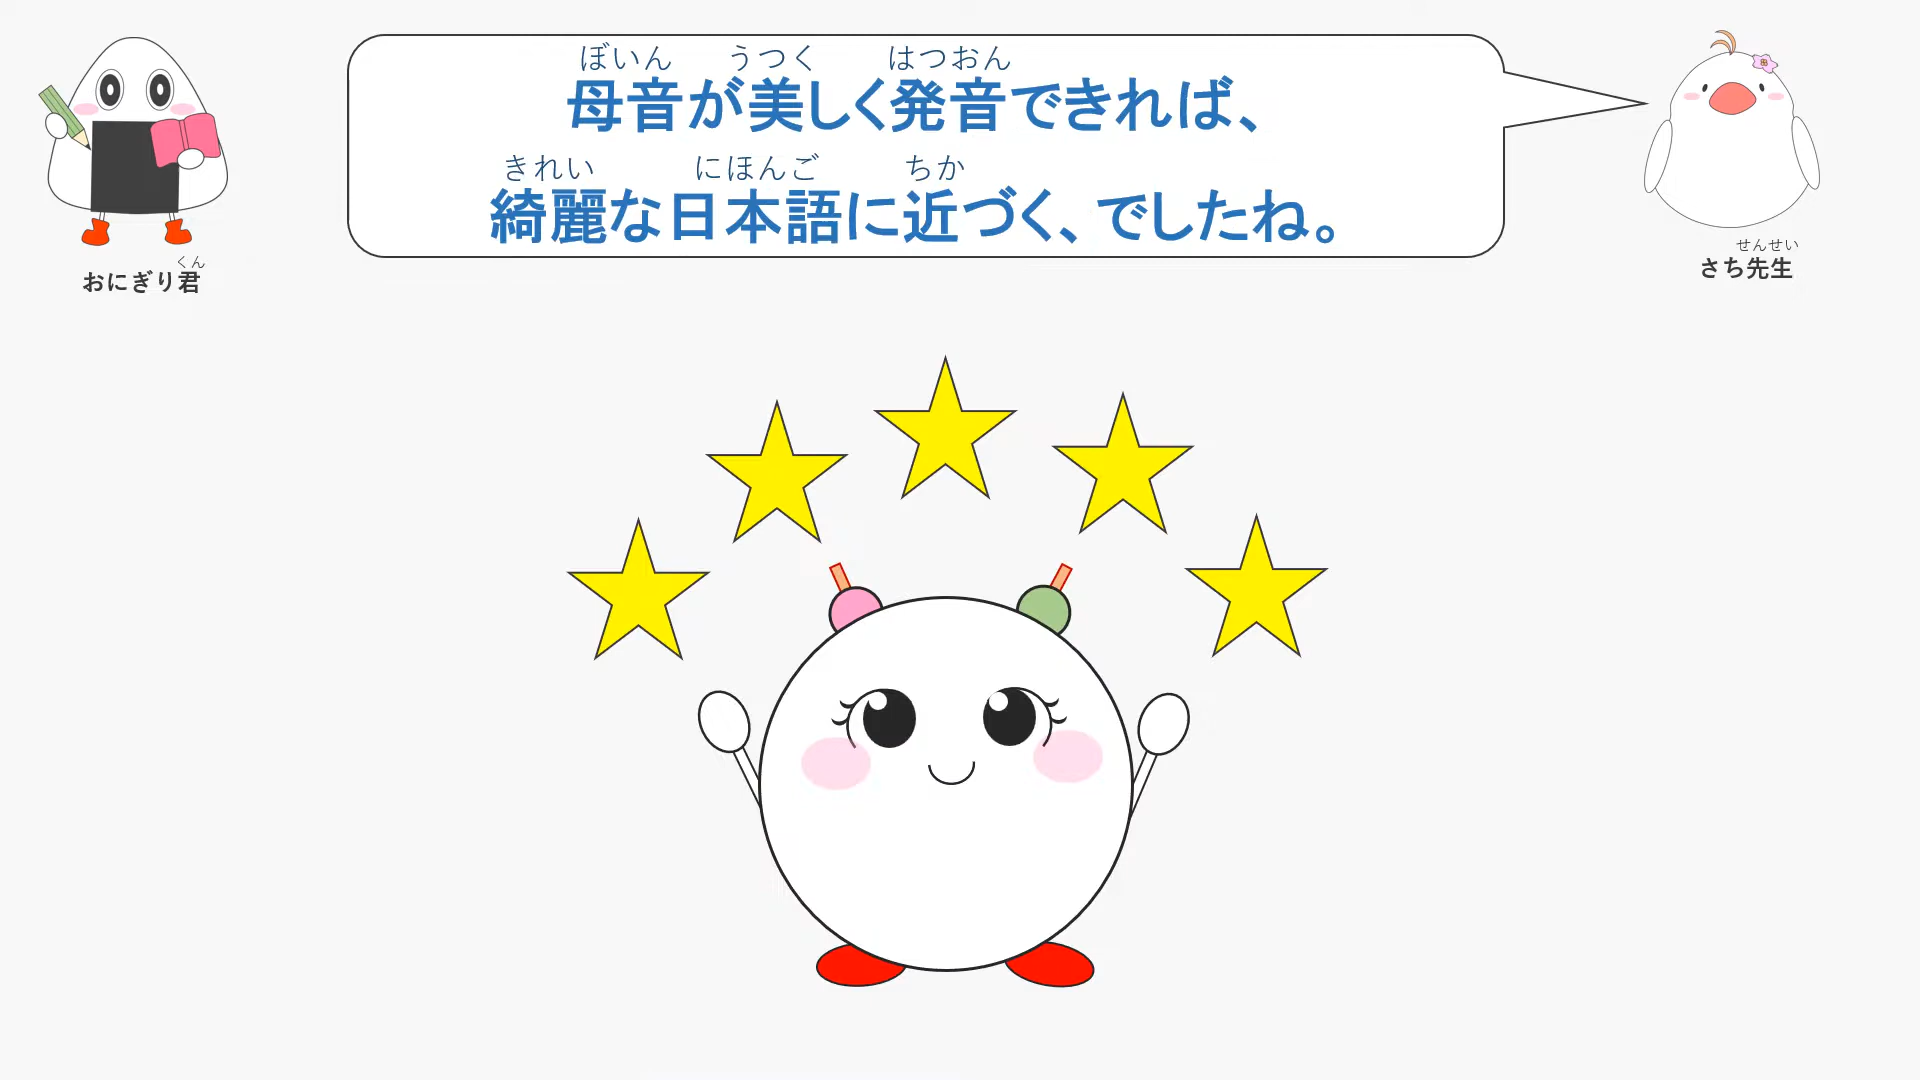 ぼいん うつく はつおん
母音が美しく発音できれば、
きれい にほんご ちか
綺麗な日本語に近づく、でしたね。
くん
おにぎり君
せんせい
さち先生